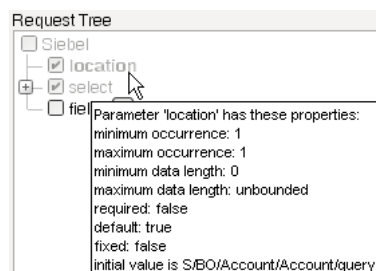 Request Tree
Siebel
location
select
fiel
Parameter 'location' has these properties:
minimum occurrence: 1
maximum occurrence: 1
minimum data length: 0
maximum data length: unbounded
required: false
default: true
fixed: false
initial value is S/BO/Account/Account/query